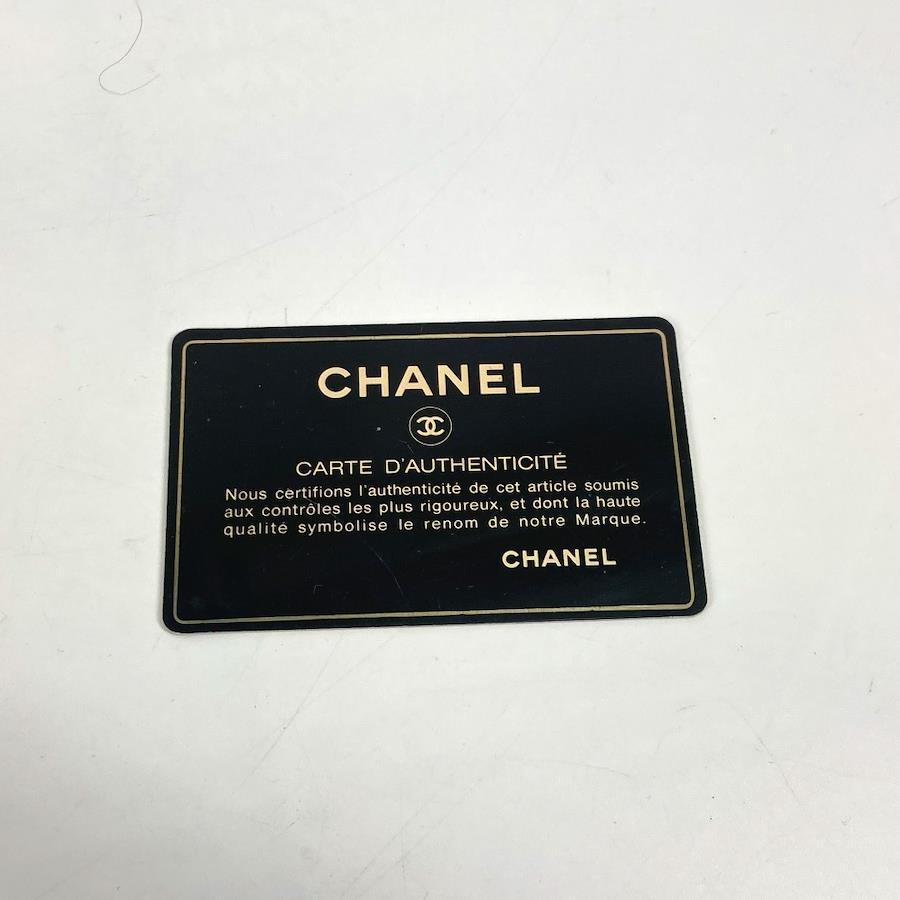 CHANEL
CARTE D'AUTHENTICITÉ
Nous certifions l'authenticité de cet article soumis
aux contrôles les plus rigoureux, et dont la haute
qualité symbolise le renom de notre Marque.
CHANEL